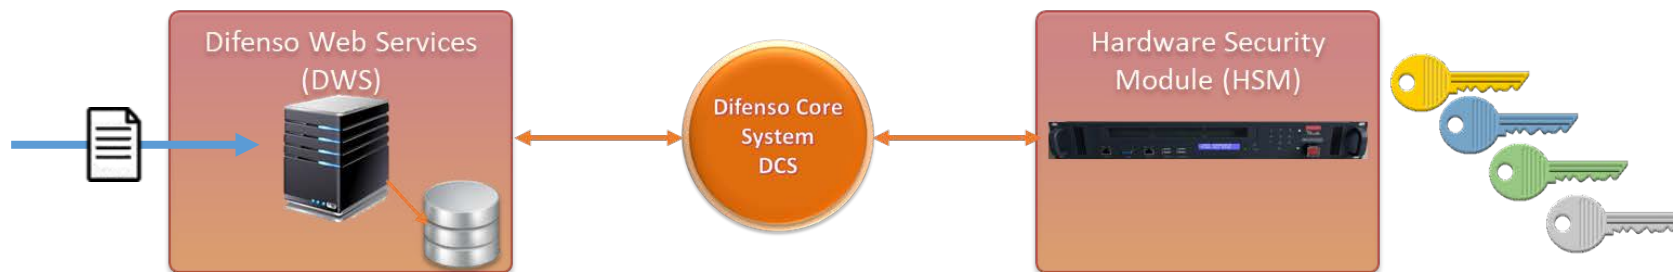 Difenso Web Services
(DWS)
Difenso Core
System
DCS
Hardware Security
Module (HSM)